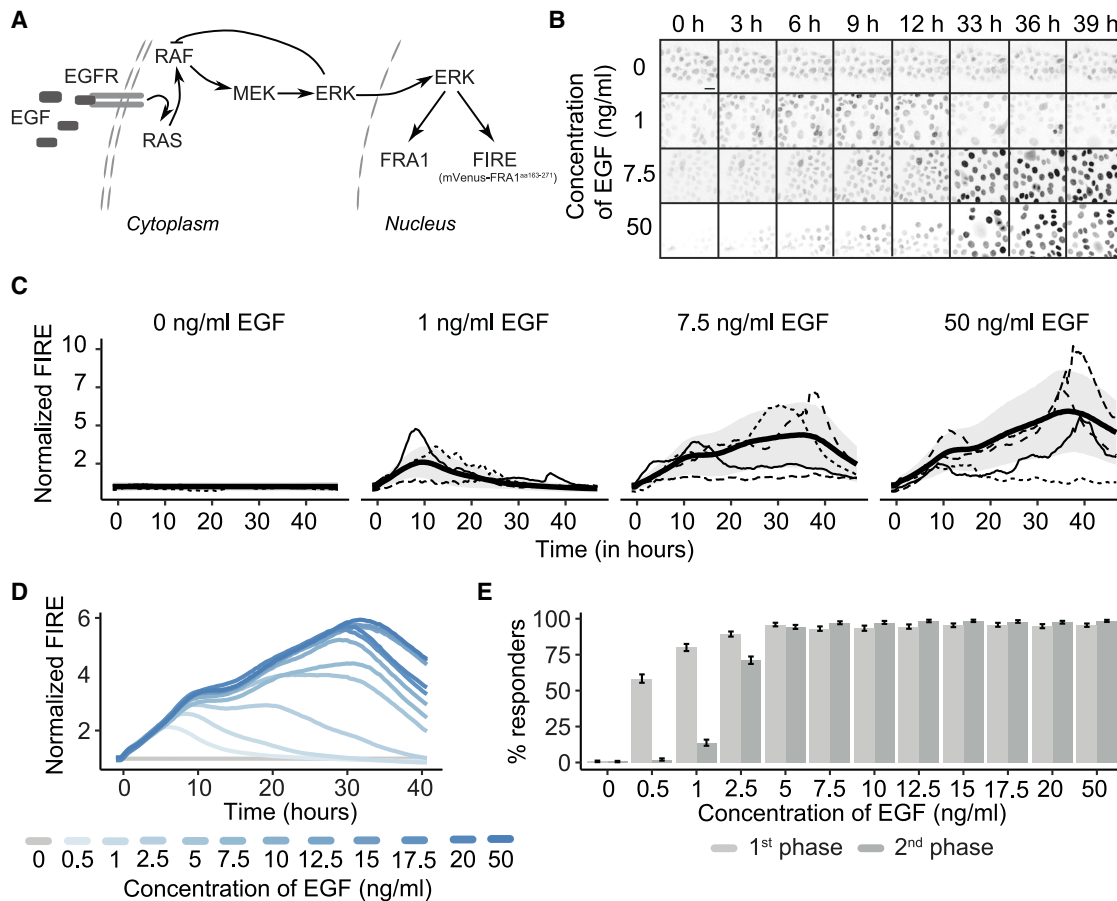 A
EGFR
EGF
RAF
RAS
MEK
ERK
ERK
FRA1
FIRE
(mVenus-FRA1aa163-271)
Cytoplasm
Nucleus
B
0 h 3 h 6 h 9 h 12 h 33 h 36 h 39 h
Concentration
of EGF (ng/ml)
0
1
7.5
50
C
0 ng/ml EGF
1 ng/ml EGF
7.5 ng/ml EGF
50 ng/ml EGF
Normalized FIRE
10
7
5
2
0 10 20 30 40
0 10 20 30 40
0 10 20 30 40
0 10 20 30 40
Time (in hours)
D
Normalized FIRE
6
4
2
0 10 20 30 40
Time (hours)
0 0.5 1 2.5 5 7.5 10 12.5 15 17.5 20 50
Concentration of EGF (ng/ml)
E
% responders
100
75
50
25
0
0 0.5 1 2.5 5 7.5 10 12.5 15 17.5 20 50
Concentration of EGF (ng/ml)
1st phase 2nd phase